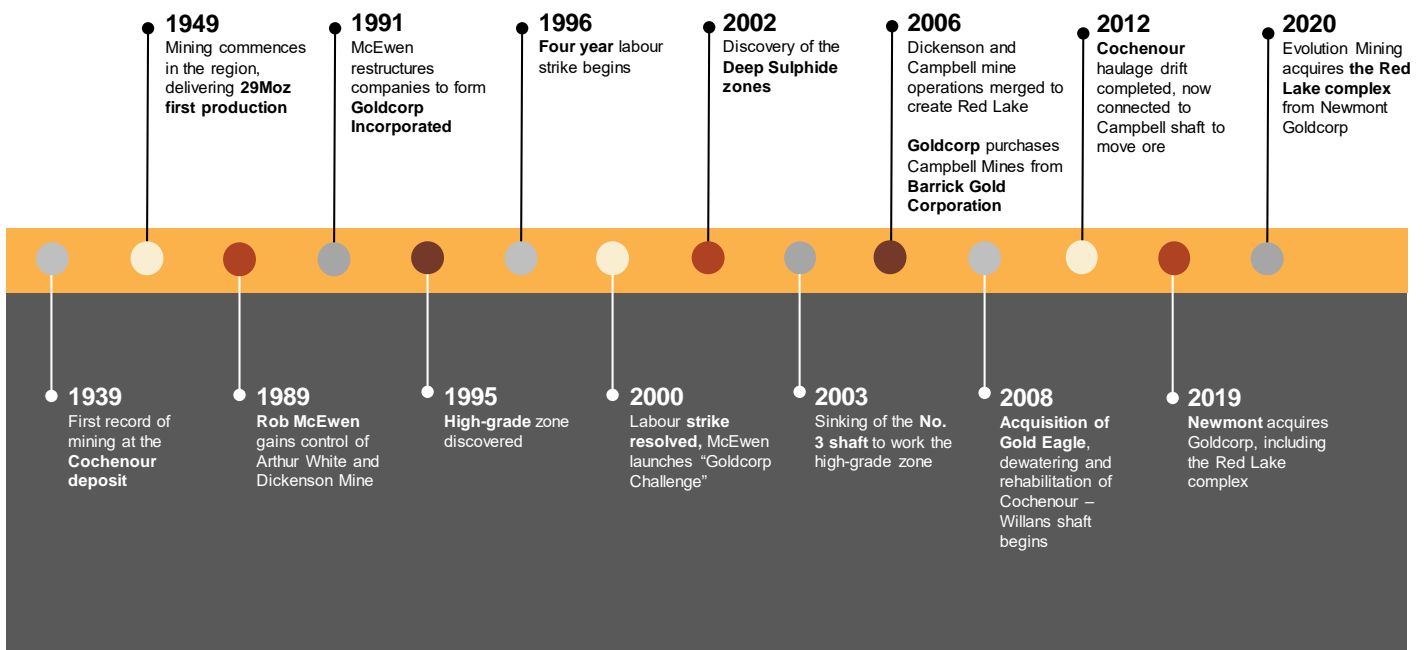 1949
Mining commences
in the region,
delivering 29Moz
first production
1991
McEwen
restructures
companies to form
Goldcorp
Incorporated
1996
Four year labour
strike begins
2002
Discovery of the
Deep Sulphide
zones
2006
Dickenson and
Campbell mine
operations merged to
create Red Lake
Goldcorp purchases
Campbell Mines from
Barrick Gold
Corporation
2012
Cochenour
haulage drift
completed, now
connected to
Campbell shaft to
move ore
2020
Evolution Mining
acquires the Red
Lake complex
from Newmont
Goldcorp
1939
First record of
mining at the
Cochenour
deposit
1989
Rob McEwen
gains control of
Arthur White and
Dickenson Mine
1995
High-grade zone
discovered
2000
Labour strike
resolved, McEwen
launches “Goldcorp
Challenge”
2003
Sinking of the No.
3 shaft to work the
high-grade zone
2008
Acquisition of
Gold Eagle,
dewatering and
rehabilitation of
Cochenour –
Willans shaft
begins
2019
Newmont acquires
Goldcorp, including
the Red Lake
complex